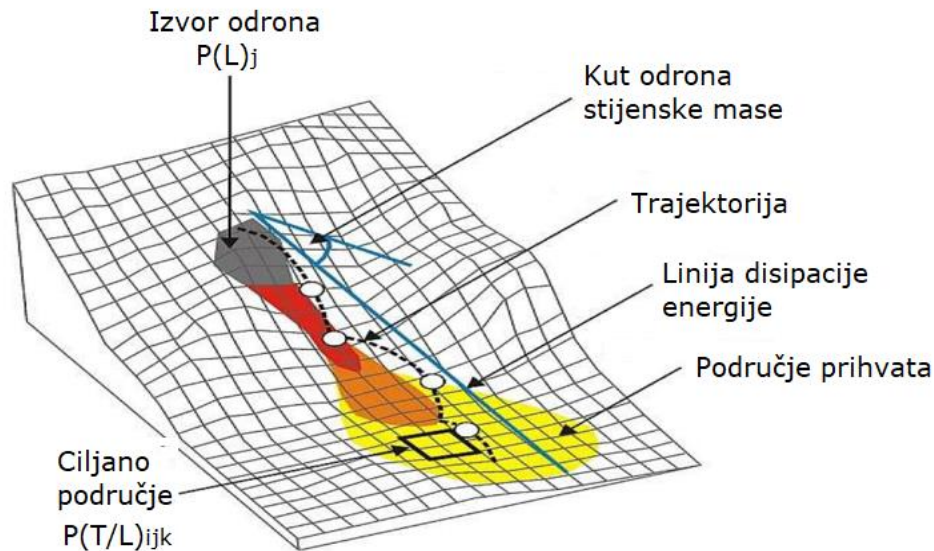 Izvor odrona
P(L)j
Kut odrona
stijenske mase
Trajektorija
Linija disipacije
energije
Područje prihvata
Ciljano
područje
P(T/L)ijk